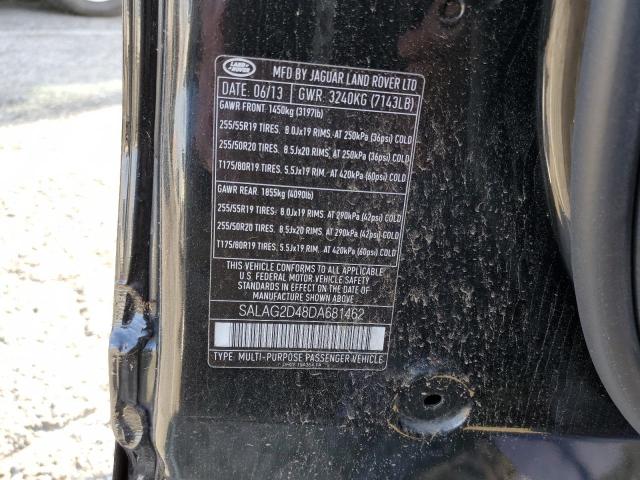 LAND ROVER
MFD BY JAGUAR LAND ROVER LTD
DATE: 06/13 GWR: 3240KG (7143LB)
GAWR FRONT: 1450kg (3197lb)
255/55R19 TIRES. 8.0Jx19 RIMS. AT 250kPa (36psi) COLD
255/50R20 TIRES. 8.5Jx20 RIMS. AT 250kPa (36psi) COLD
T175/80R19 TIRES. 5.5Jx19 RIM. AT 420kPa (60psi) COLD
GAWR REAR: 1855kg (4090lb)
255/55R19 TIRES: 8.0Jx19 RIMS. AT 290kPa (42psi) COLD
255/50R20 TIRES: 8.5Jx20 RIMS. AT 290kPa (42psi) COLD
T175/80R19 TIRES. 5.5Jx19 RIM. AT 420kPa (60psi) COLD
THIS VEHICLE CONFORMS TO ALL APPLICABLE
U.S. FEDERAL MOTOR VEHICLE SAFETY
STANDARDS IN EFFECT ON THE DATE OF
MANUFACTURE SHOWN ABOVE.
SALAG2D48DA681462
TYPE: MULTI-PURPOSE PASSENGER VEHICLE